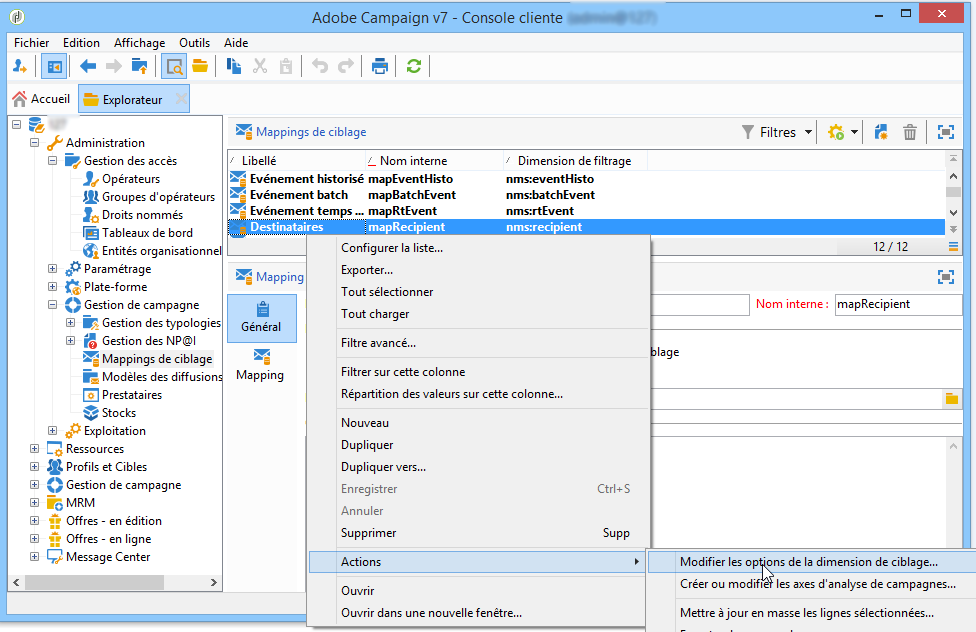 Adobe Campaign v7 - Console cliente
Fichier Edition Affichage Outils Aide
Accueil Explorateur
Administration
Gestion des accès
Opérateurs
Groupes d'opérateurs
Droits nommés
Tableaux de bord
Entités organisationnel
Paramétrage
Plate-forme
Gestion de campagne
Gestion des typologies
Gestion des NP@I
Mappings de ciblage
Modèles des diffusions
Prestataires
Stocks
Exploitation
Ressources
Profils et Cibles
Gestion de campagne
MRM
Offres - en édition
Offres - en ligne
Message Center
Mappings de ciblage Filtres
Libellé Nom interne Dimension de filtrage
Evénement historisé mapEventHisto nms:eventHisto
Evénement batch mapBatchEvent nms:batchEvent
Evénement temps ... mapRtEvent nms:rtEvent
Destinataires mapRecipient nms:recipient
12 / 12
Mapping
Général
Mapping
Nom interne : mapRecipient
blage
Configurer la liste...
Exporter...
Tout sélectionner
Tout charger
Filtre avancé...
Filtrer sur cette colonne
Répartition des valeurs sur cette colonne...
Nouveau
Dupliquer
Dupliquer vers...
Enregistrer Ctrl+S
Annuler
Supprimer Supp
Actions
Ouvrir
Ouvrir dans une nouvelle fenêtre...
Modifier les options de la dimension de ciblage...
Créer ou modifier les axes d'analyse de campagnes...
Mettre à jour en masse les lignes sélectionnées...